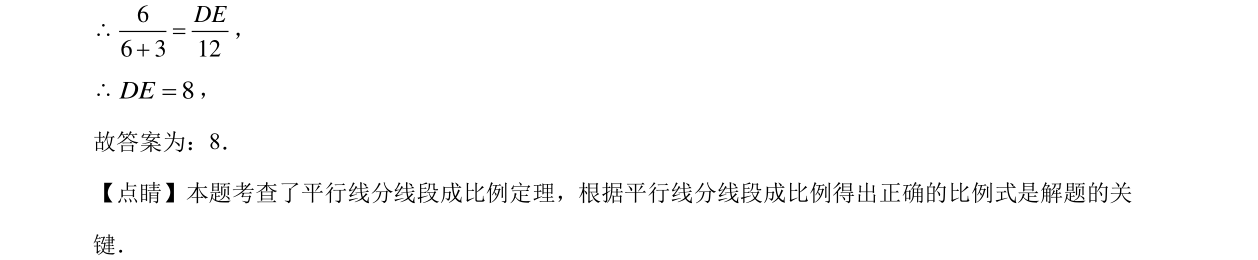 ∴ 6/(6+3) = DE/12，
∴ DE = 8，
故答案为：8．
【点睛】本题考查了平行线分线段成比例定理，根据平行线分线段成比例得出正确的比例式是解题的关
键．